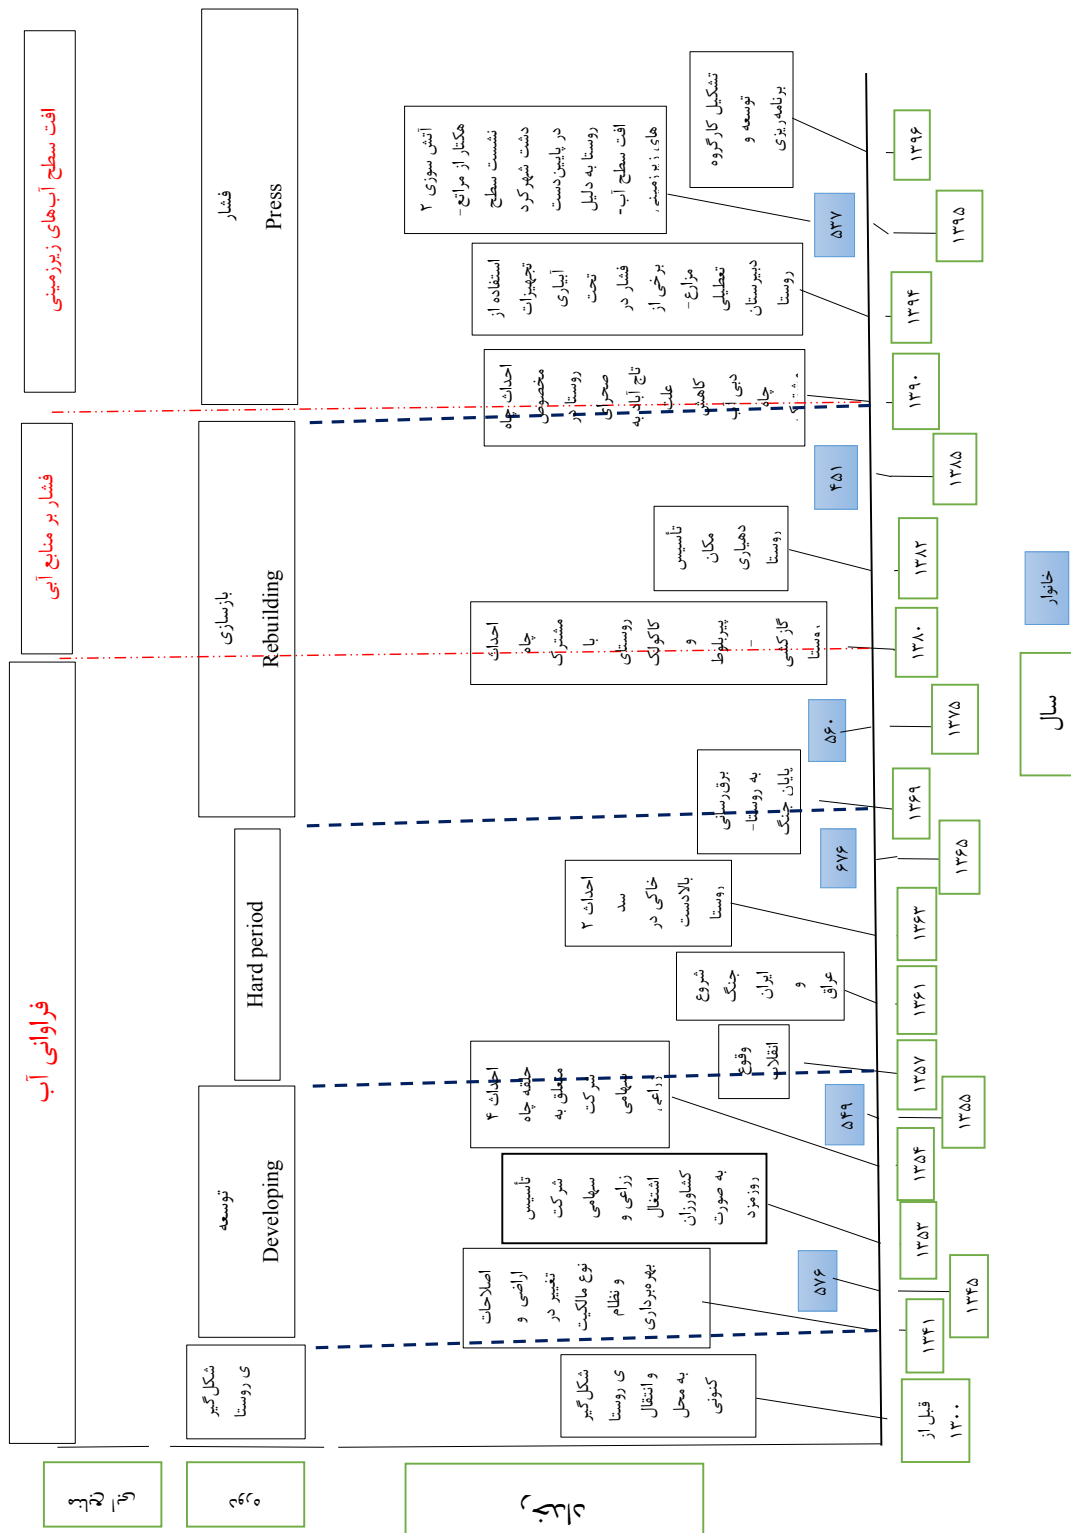 منابع آبی
فراوانی آب
فشار بر منابع آبی
افت سطح آب‌های زیرزمینی
دوره
شکل‌گیر
ی روستا
توسعه
Developing
Hard period
بازسازی
Rebuilding
فشار
Press
رخداد
شکل‌گیر
ی روستا
و انتقال
به محل
کنونی
اصلاحات
اراضی و
تغییر در
نوع مالکیت
و نظام
بهره‌برداری
تأسیس
شرکت
سهامی
زراعی و
اشتغال
کشاورزان
به صورت
روزمزد
احداث ۴
حلقه چاه
متعلق به
شرکت
سهامی
زراعی
وقوع
انقلاب
شروع
جنگ
ایران
و
عراق
احداث ۲
سد
خاکی در
بالادست
روستا
پایان جنگ
برق‌رسانی
به روستا-
احداث
چاه
مشترک
با
روستای
کاکولک
و
پیربلوط
-
گازکشی
روستا
تأسیس
مکان
دهیاری
روستا
احداث چاه
مخصوص
روستا در
صحرای
تاج آباد به
علت
کاهش
دبی آب
چاه
استفاده از
تجهیزات
آبیاری
تحت
فشار در
برخی از
مزارع-
تعطیلی
دبیرستان
روستا
آتش سوزی ۲
هکتار از مراتع-
نشست سطح
دشت شهرکرد
در پایین‌دست
روستا به دلیل
افت سطح آب-
های زیرزمینی
تشکیل کارگروه
توسعه و
برنامه‌ریزی
۵۷۶
۵۴۹
۶۷۶
۵۶۰
۴۵۱
۵۳۷
قبل از
۱۳۰۰
۱۳۴۱
۱۳۴۵
۱۳۵۳
۱۳۵۴
۱۳۵۵
۱۳۵۷
۱۳۶۱
۱۳۶۳
۱۳۶۵
۱۳۶۹
۱۳۷۵
۱۳۸۰
۱۳۸۲
۱۳۸۵
۱۳۹۰
۱۳۹۴
۱۳۹۵
۱۳۹۶
سال
خانوار